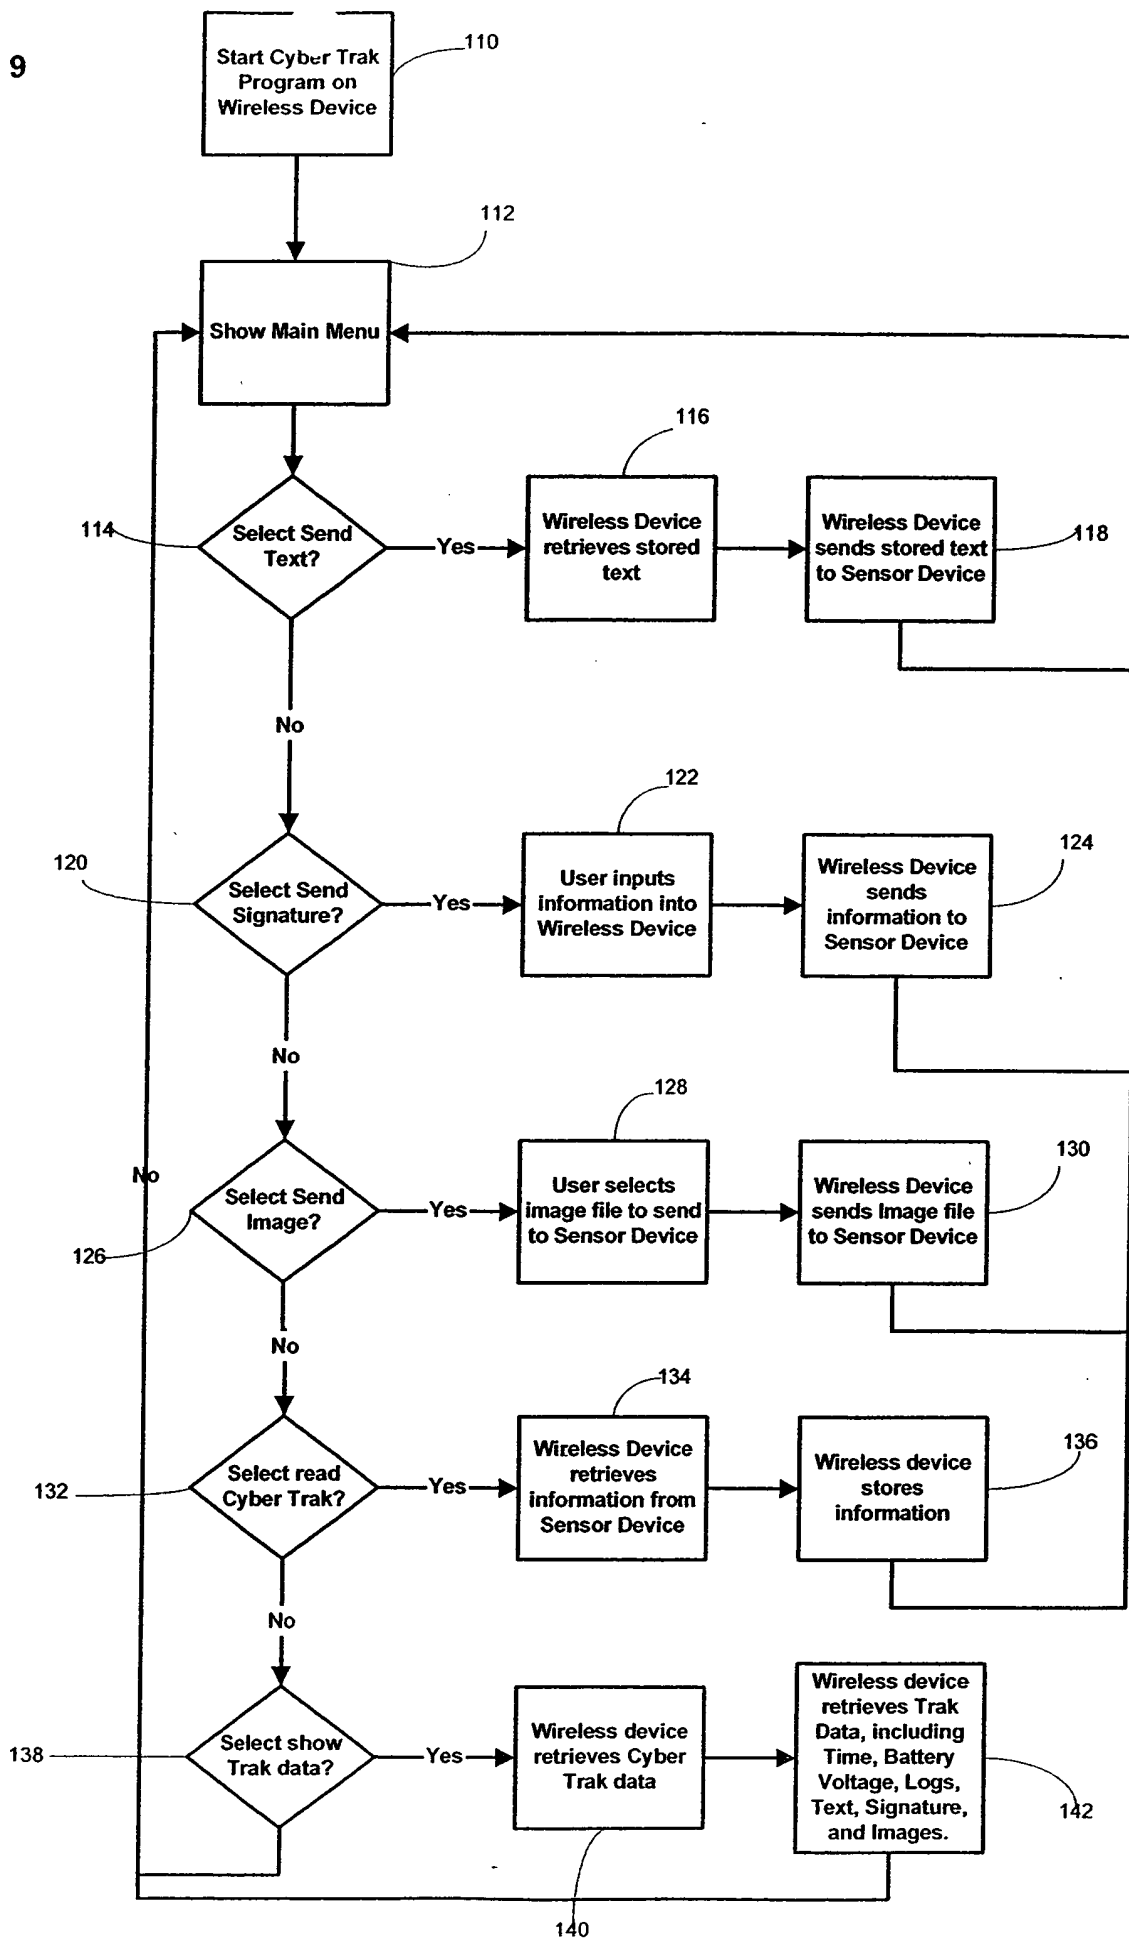 9
Start Cyber Trak
Program on
Wireless Device
110
112
Show Main Menu
116
114
Select Send
Text?
Yes
Wireless Device
retrieves stored
text
Wireless Device
sends stored text
to Sensor Device
118
No
122
120
Select Send
Signature?
Yes
User inputs
information into
Wireless Device
Wireless Device
sends
information to
Sensor Device
124
No
128
No
126
Select Send
Image?
Yes
User selects
image file to send
to Sensor Device
Wireless Device
sends Image file
to Sensor Device
130
No
134
132
Select read
Cyber Trak?
Yes
Wireless Device
retrieves
information from
Sensor Device
Wireless device
stores
information
136
No
138
Select show
Trak data?
Yes
Wireless device
retrieves Cyber
Trak data
Wireless device
retrieves Trak
Data, including
Time, Battery
Voltage, Logs,
Text, Signature,
and Images.
142
140